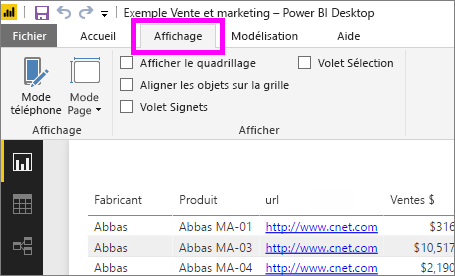 Exemple Vente et marketing – Power BI Desktop
Fichier Accueil Affichage Modélisation Aide
Afficher le quadrillage Volet Sélection
Aligner les objets sur la grille
Volet Signets
Mode téléphone
Mode Page
Affichage Afficher
Fabricant Produit url Ventes $
Abbas Abbas MA-01 http://www.cnet.com $316
Abbas Abbas MA-03 http://www.cnet.com $10,517
Abbas Abbas MA-04 http://www.cnet.com $2,190